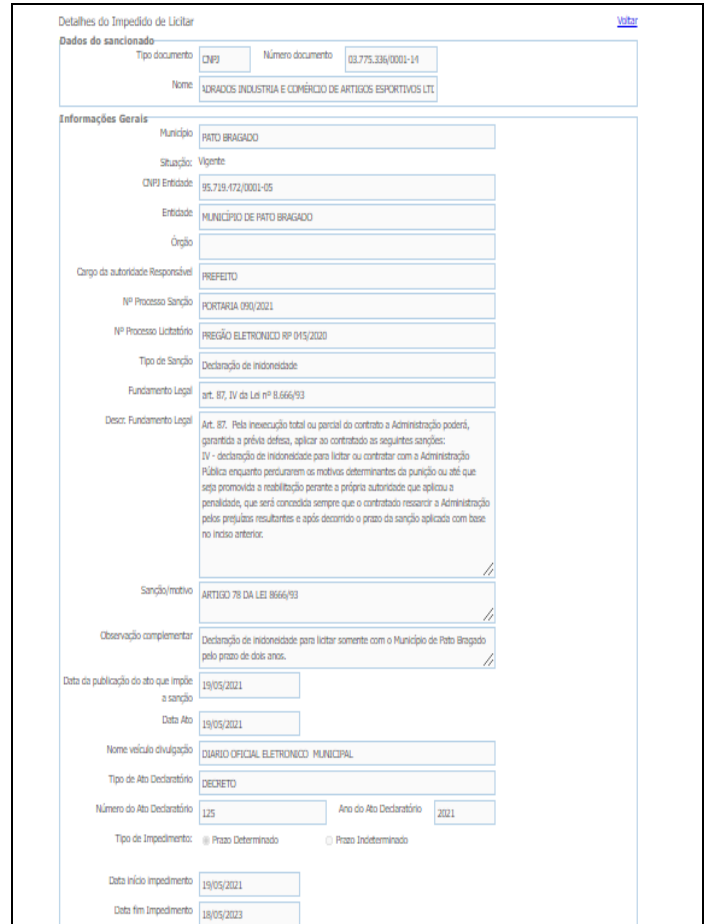 Detalhes do Impedido de Licitar Voltar
Dados do sancionado
Tipo documento CNPJ Número documento 03.775.336/0001-14
Nome ADRADOS INDUSTRIA E COMÉRCIO DE ARTIGOS ESPORTIVOS LTD
Informações Gerais
Município PATO BRAGADO
Situação: Vigente
CNPJ Entidade 95.719.472/0001-05
Entidade MUNICÍPIO DE PATO BRAGADO
Órgão
Cargo da autoridade Responsável PREFEITO
Nº Processo Sanção PORTARIA 090/2021
Nº Processo Licitatório PREGÃO ELETRONICO RP 045/2020
Tipo de Sanção Declaração de inidoneidade
Fundamento Legal art. 87, IV da Lei nº 8.666/93
Descr. Fundamento Legal Art. 87. Pela inexecução total ou parcial do contrato a Administração poderá,
garantida a prévia defesa, aplicar ao contratado as seguintes sanções:
IV - declaração de inidoneidade para licitar ou contratar com a Administração
Pública enquanto perdurarem os motivos determinantes da punição ou até que
seja promovida a reabilitação perante a própria autoridade que aplicou a
penalidade, que será concedida sempre que o contratado ressarcir a Administração
pelos prejuízos resultantes e após decorrido o prazo da sanção aplicada com base
no inciso anterior.
Sanção/motivo ARTIGO 78 DA LEI 8666/93
Observação complementar Declaração de inidoneidade para licitar somente com o Município de Pato Bragado
pelo prazo de dois anos.
Data da publicação do ato que impõe
a sanção 19/05/2021
Data Ato 19/05/2021
Nome veículo divulgação DIARIO OFICIAL ELETRONICO MUNICIPAL
Tipo de Ato Declaratório DECRETO
Número do Ato Declaratório 125 Ano do Ato Declaratório 2021
Tipo de Impedimento: Prazo Determinado Prazo Indeterminado
Data início impedimento 19/05/2021
Data fim Impedimento 18/05/2023